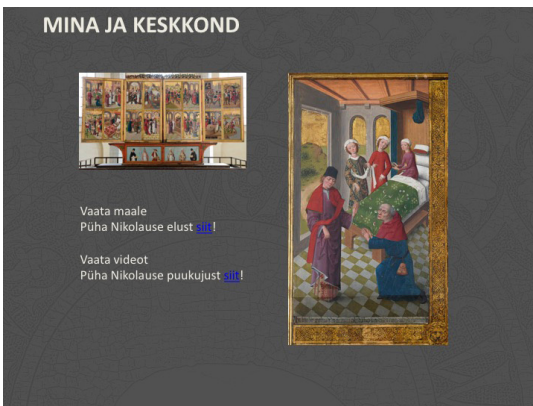 MINA JA KESKKOND
Vaata maale
Püha Nikolause elust siit!
Vaata videot
Püha Nikolause puukujust siit!